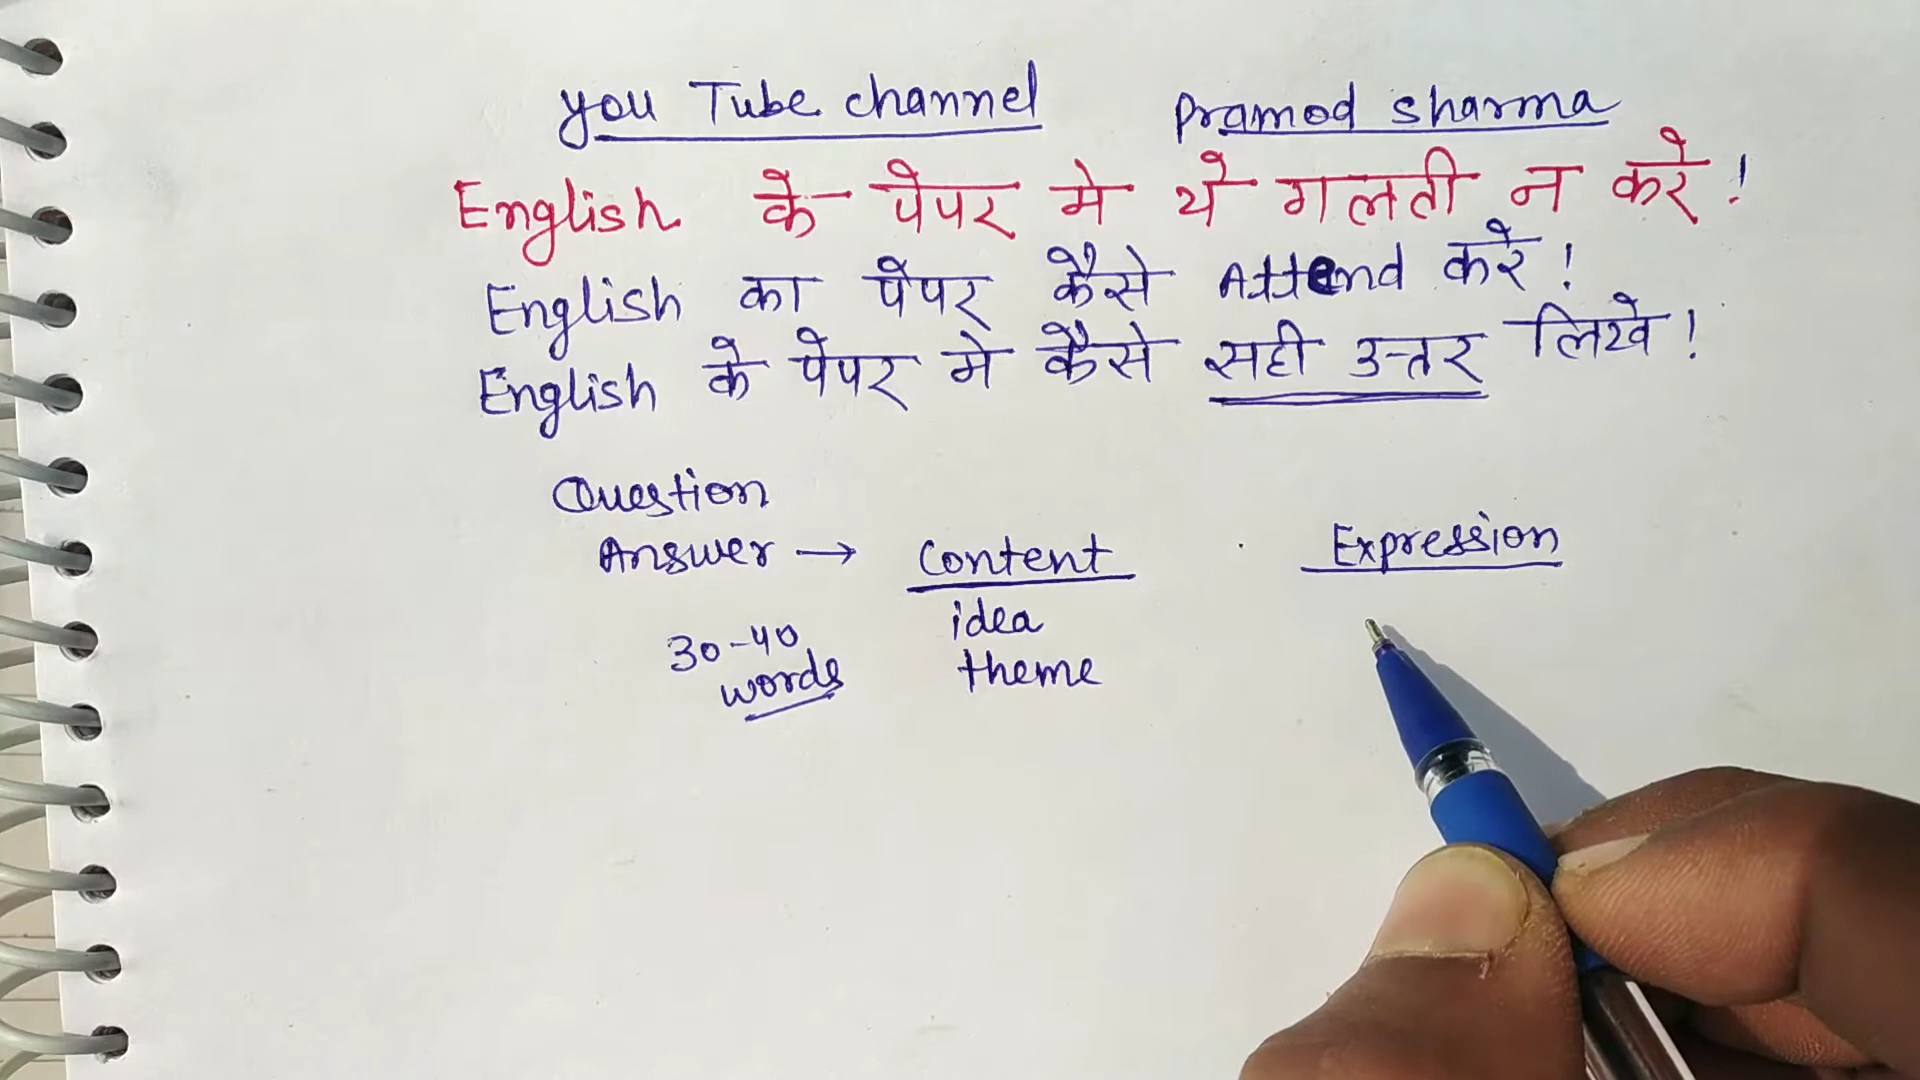 you Tube channel Pramod sharma
English के पेपर मे ये गलती न करे !
English का पेपर कैसे Attend करे !
English के पेपर मे कैसे सही उत्तर लिखे !
Question
Answer → Content Expression
30-40 idea
words theme